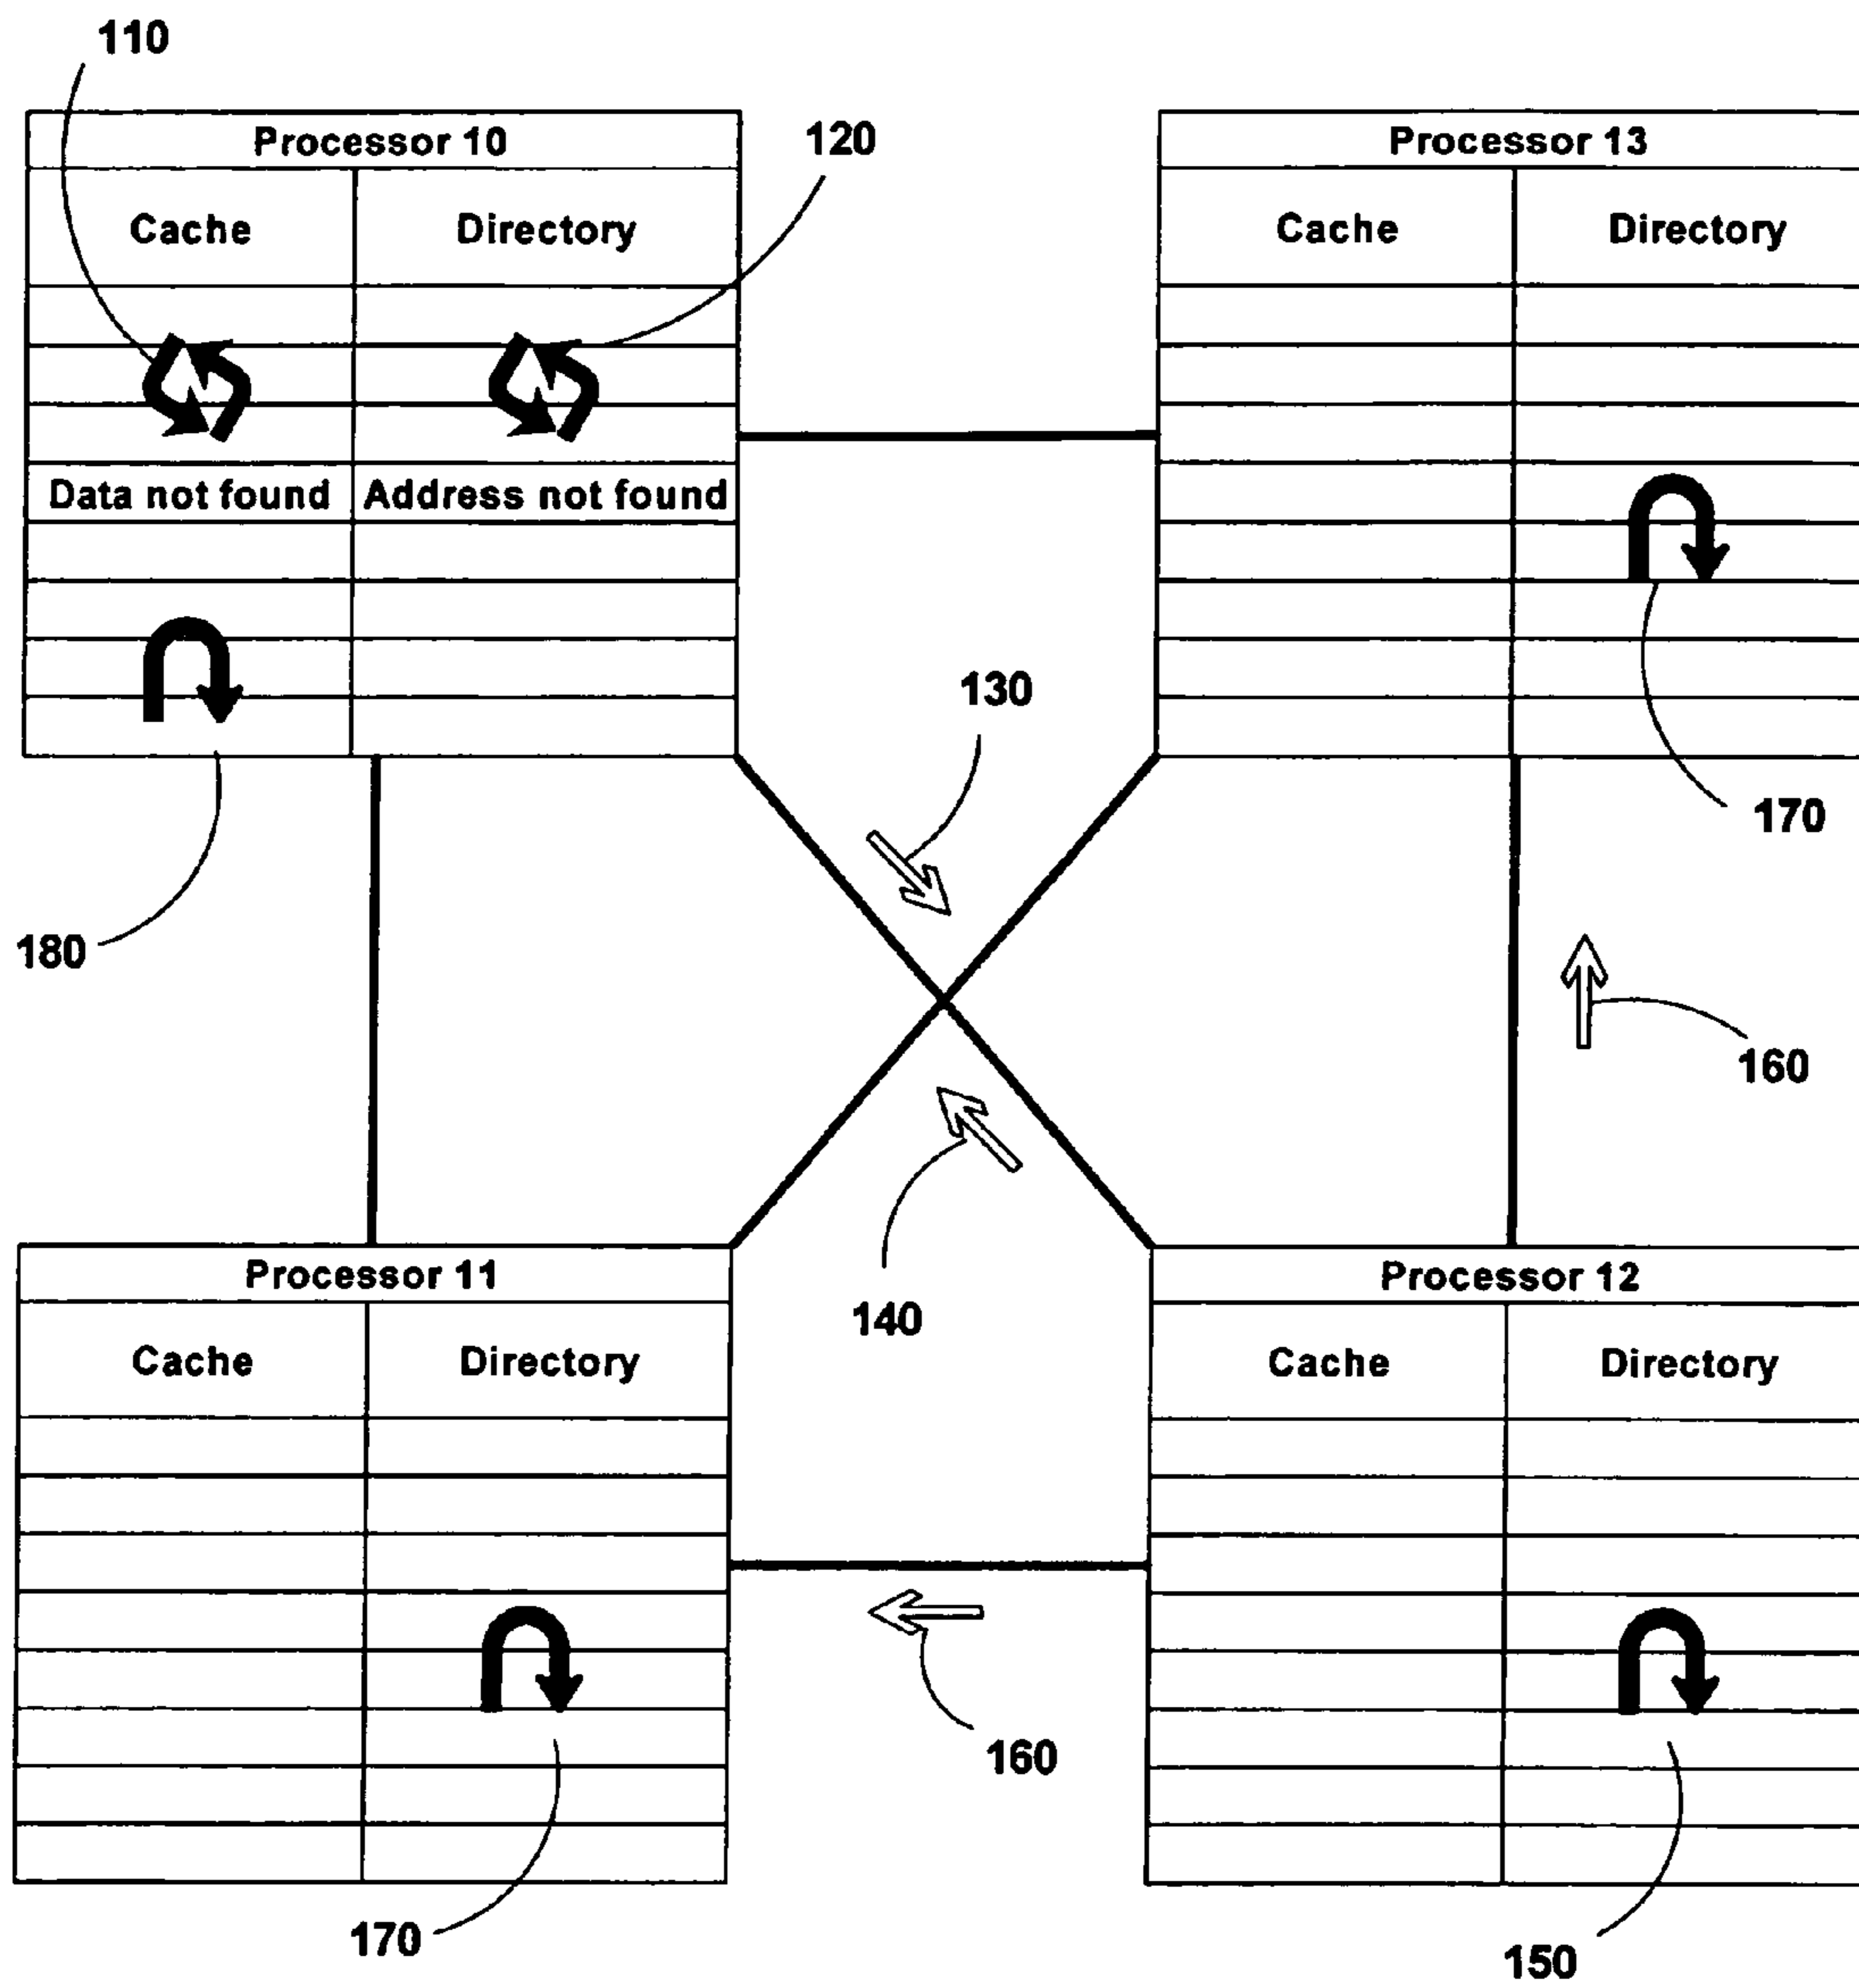 110
120
Processor 10
Cache
Directory
Data not found
Address not found
180
Processor 13
Cache
Directory
170
130
160
140
Processor 11
Cache
Directory
170
160
Processor 12
Cache
Directory
150